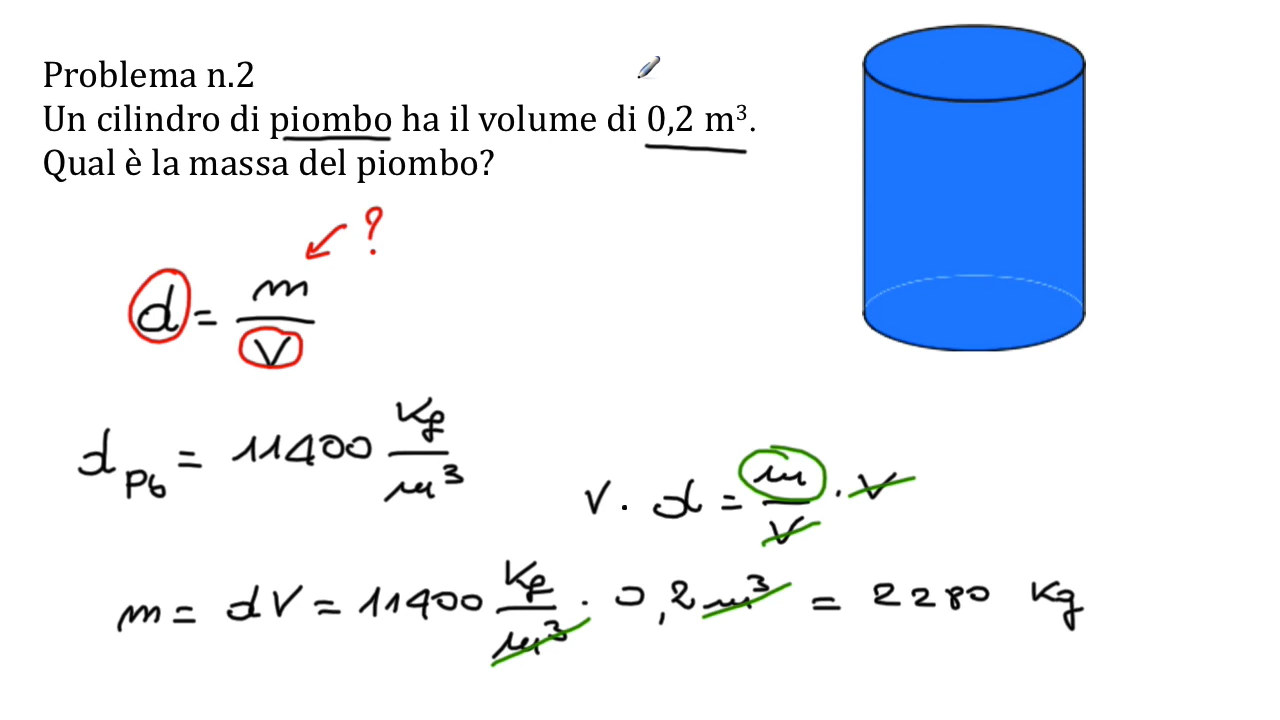 Problema n.2
Un cilindro di piombo ha il volume di 0,2 m³.
Qual è la massa del piombo?
?
d = m / V
d Pb = 11400 Kg / m³
V · d = m / V · V
m = dV = 11400 Kg / m³ · 0,2 m³ = 2280 Kg